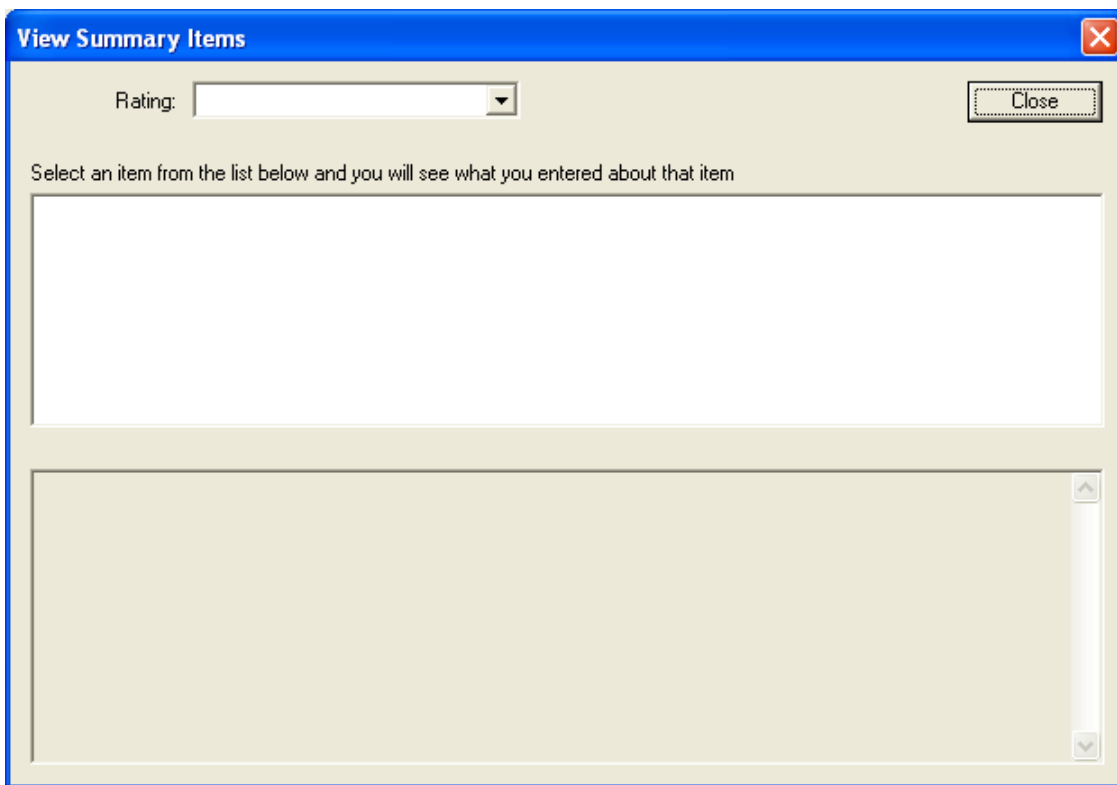 View Summary Items
Rating:
Close
Select an item from the list below and you will see what you entered about that item